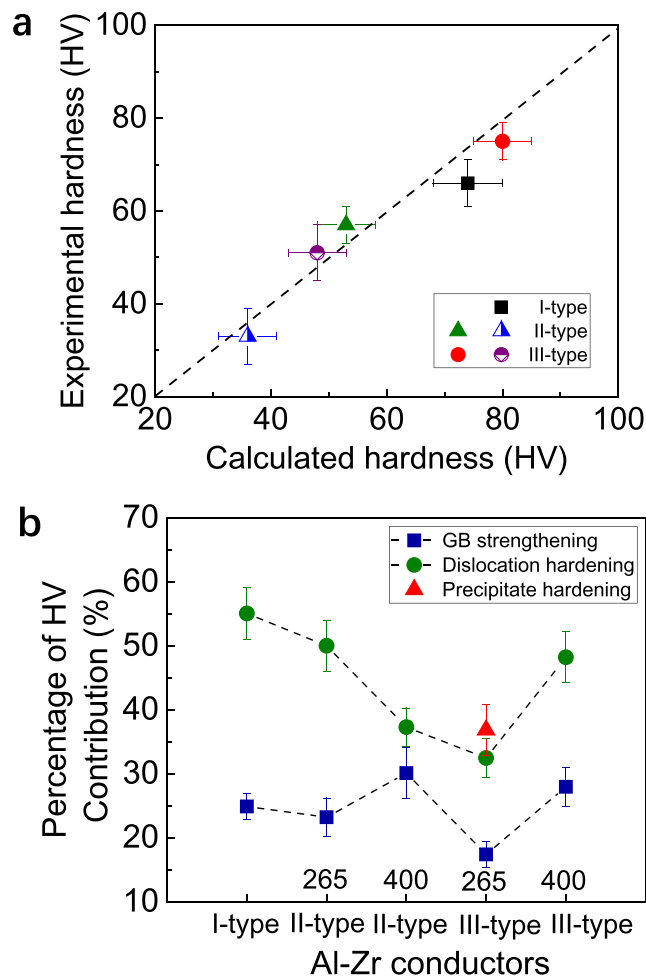 a
Experimental hardness (HV)
100
80
60
40
20
I-type
II-type
III-type
20 40 60 80 100
Calculated hardness (HV)
b
Percentage of HV
Contribution (%)
70
60
50
40
30
20
10
GB strengthening
Dislocation hardening
Precipitate hardening
265 400 265 400
I-type II-type II-type III-type III-type
Al-Zr conductors